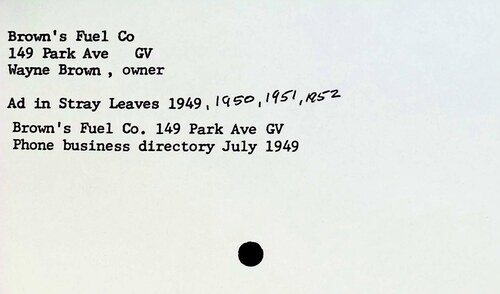 Brown's Fuel Co
149 Park Ave GV
Wayne Brown , owner
Ad in Stray Leaves 1949, 1950, 1951, 1952
Brown's Fuel Co. 149 Park Ave GV
Phone business directory July 1949